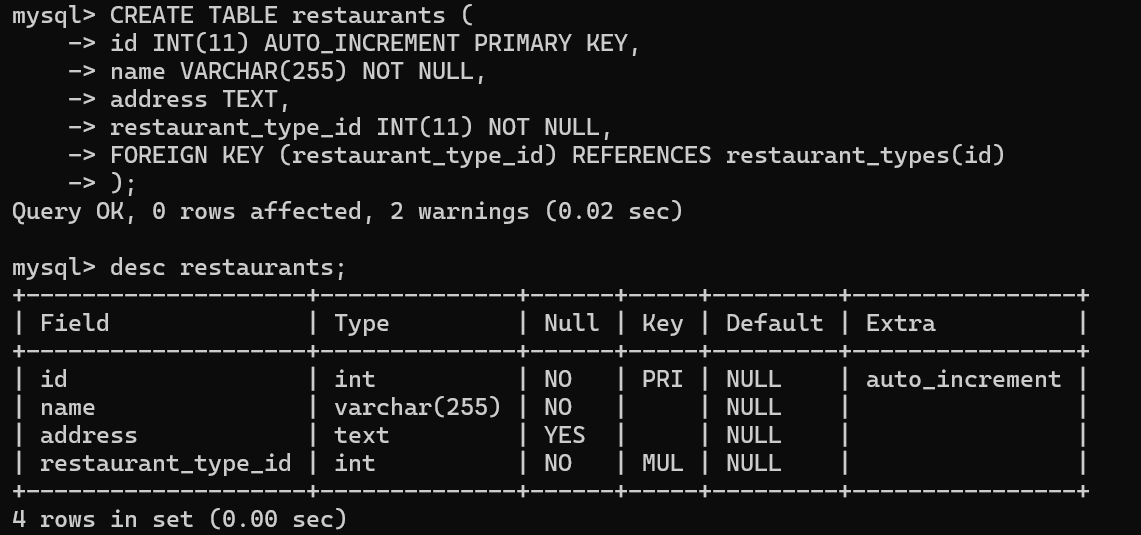 mysql> CREATE TABLE restaurants (
    -> id INT(11) AUTO_INCREMENT PRIMARY KEY,
    -> name VARCHAR(255) NOT NULL,
    -> address TEXT,
    -> restaurant_type_id INT(11) NOT NULL,
    -> FOREIGN KEY (restaurant_type_id) REFERENCES restaurant_types(id)
    -> );
Query OK, 0 rows affected, 2 warnings (0.02 sec)

mysql> desc restaurants;
+--------------------+--------------+------+-----+---------+----------------+
| Field              | Type         | Null | Key | Default | Extra          |
+--------------------+--------------+------+-----+---------+----------------+
| id                 | int          | NO   | PRI | NULL    | auto_increment |
| name               | varchar(255) | NO   |     | NULL    |                |
| address            | text         | YES  |     | NULL    |                |
| restaurant_type_id | int          | NO   | MUL | NULL    |                |
+--------------------+--------------+------+-----+---------+----------------+
4 rows in set (0.00 sec)